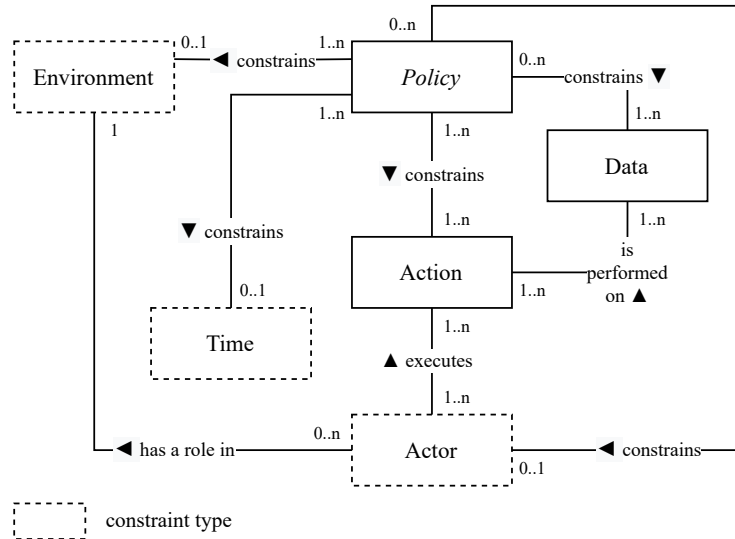 0..n
0..1
◄ constrains
1..n
0..n
Environment
Policy
constrains ▼
1
1..n
1..n
1..n
Data
▼ constrains
1..n
▼ constrains
1..n
is
performed
on ▲
Action
1..n
0..1
1..n
Time
▲ executes
1..n
0..n
◄ has a role in
Actor
◄ constrains
0..1
constraint type